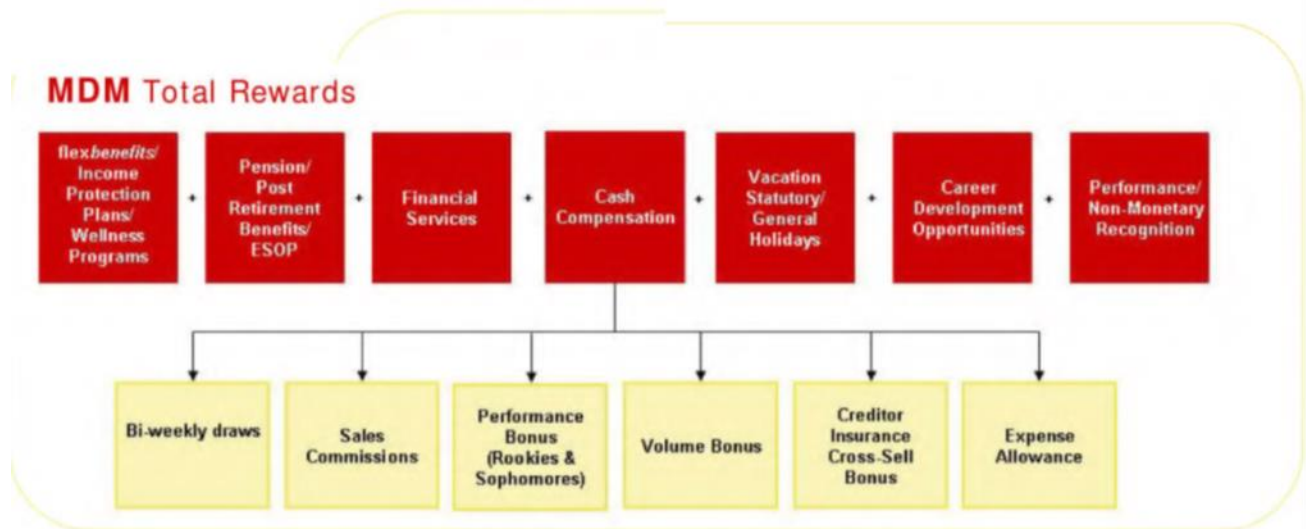 MDM Total Rewards
flexbenefits/
Income
Protection
Plans/
Wellness
Programs
+
Pension/
Post
Retirement
Benefits/
ESOP
+
Financial
Services
+
Cash
Compensation
+
Vacation
Statutory/
General
Holidays
+
Career
Development
Opportunities
+
Performance/
Non-Monetary
Recognition
Bi-weekly draws
Sales
Commissions
Performance
Bonus
(Rookies &
Sophomores)
Volume Bonus
Creditor
Insurance
Cross-Sell
Bonus
Expense
Allowance